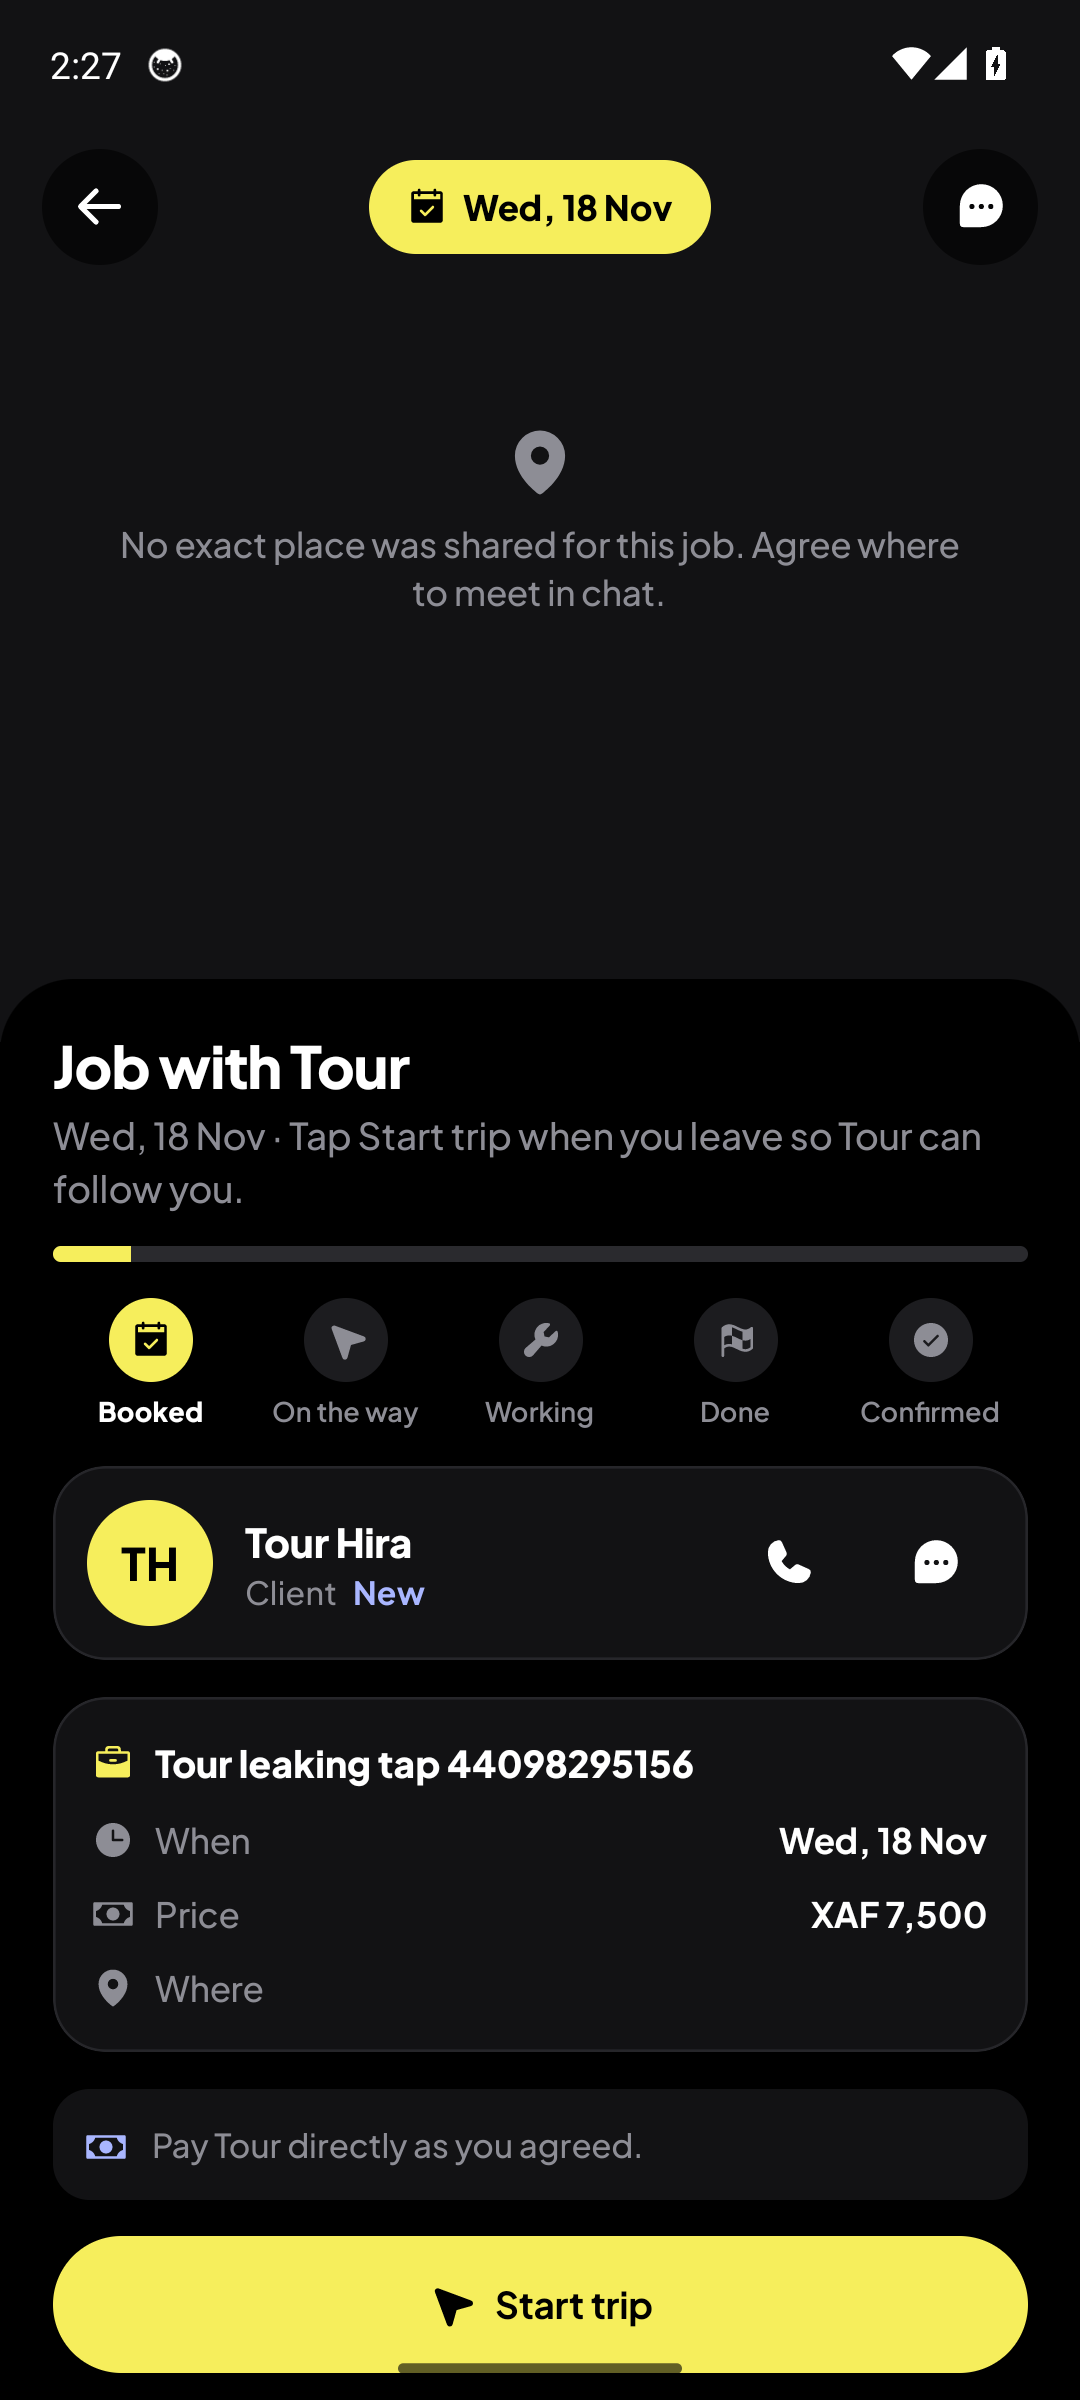 2:27
Wed, 18 Nov
No exact place was shared for this job. Agree where
to meet in chat.
Job with Tour
Wed, 18 Nov · Tap Start trip when you leave so Tour can
follow you.
Booked
On the way
Working
Done
Confirmed
TH
Tour Hira
Client New
Tour leaking tap 44098295156
When
Wed, 18 Nov
Price
XAF 7,500
Where
Pay Tour directly as you agreed.
Start trip